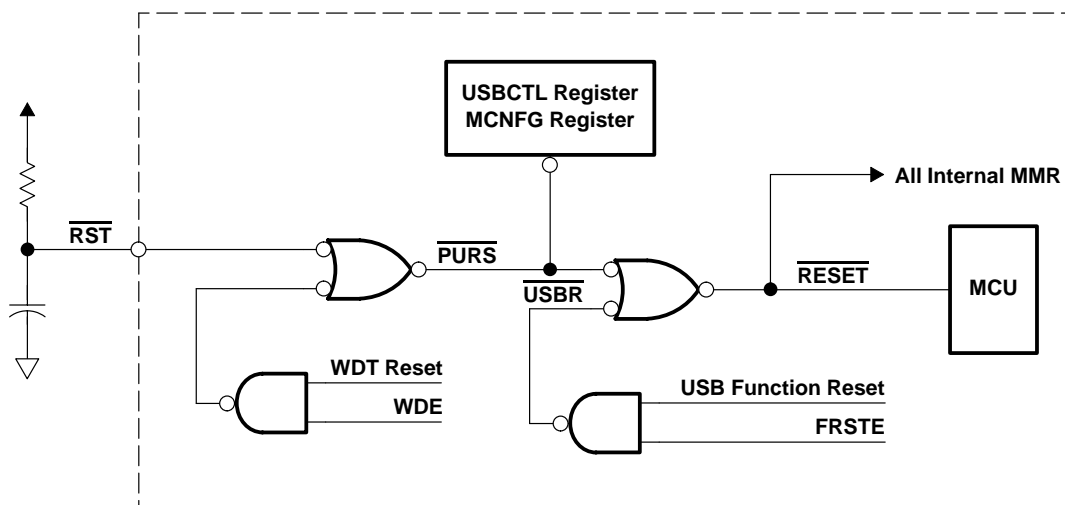 USBCTL Register
MCNFG Register
All Internal MMR
RST
PURS
USBR
RESET
MCU
WDT Reset
WDE
USB Function Reset
FRSTE